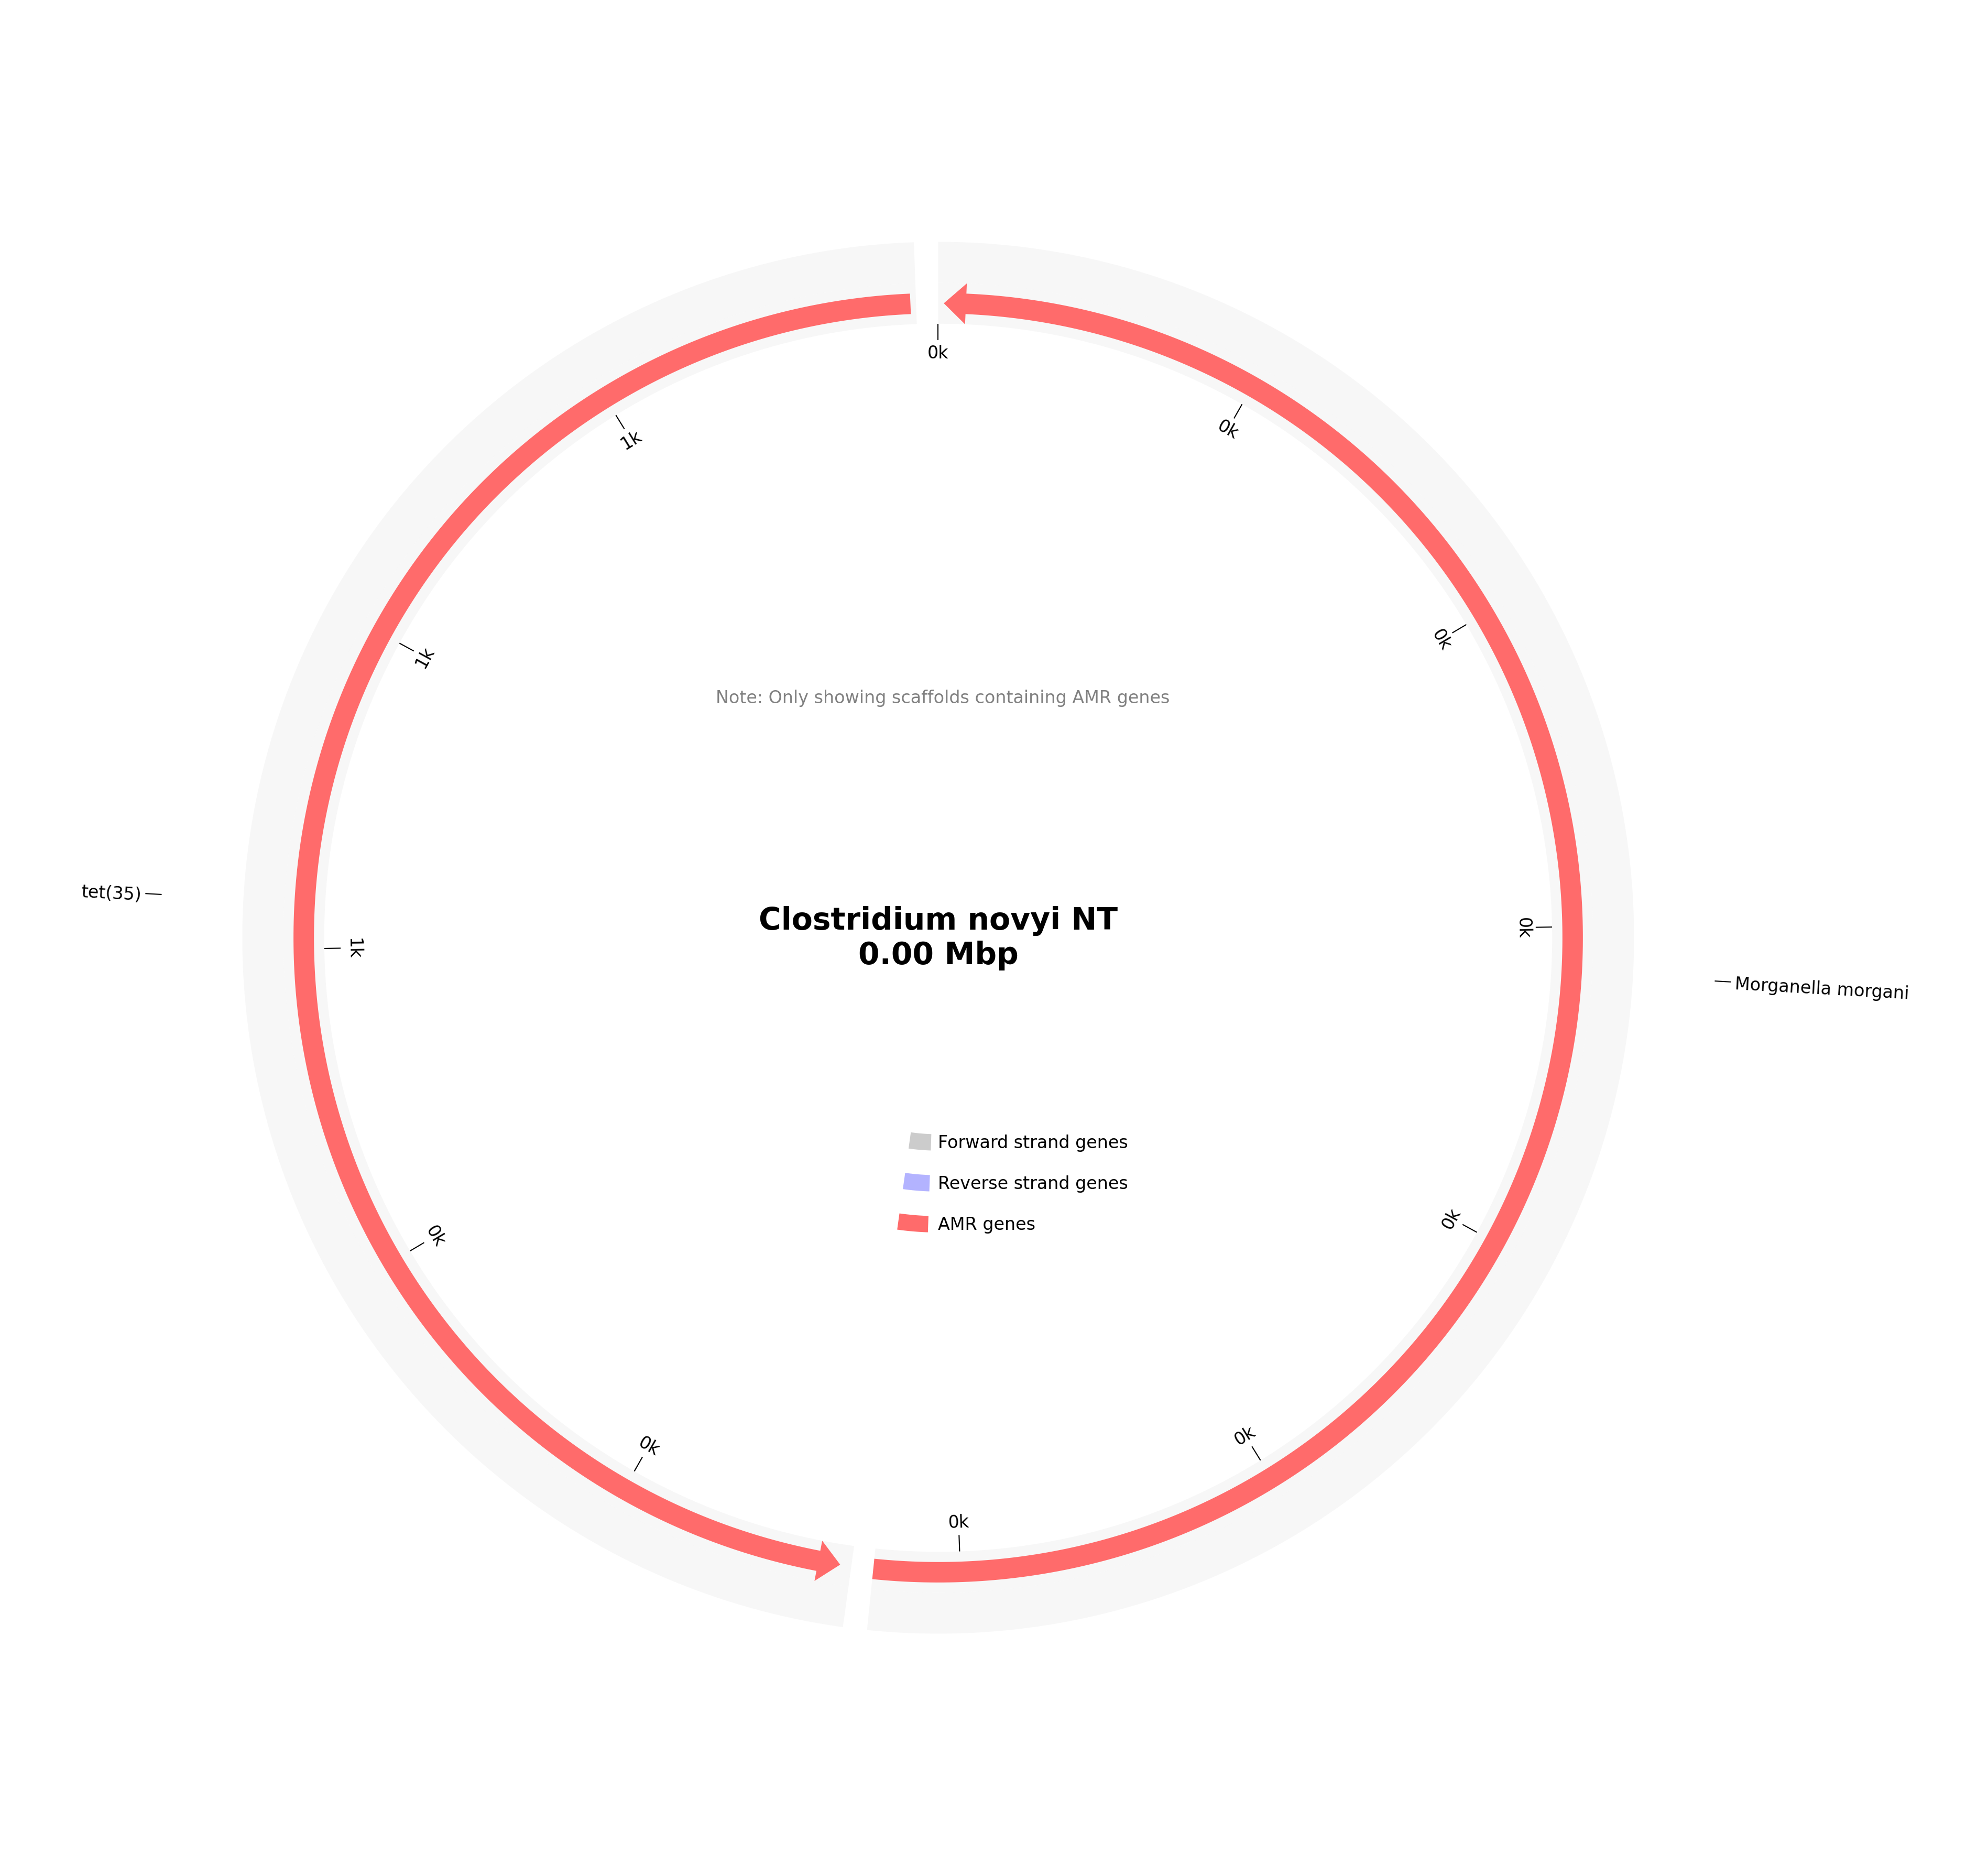 0k
0k
1k
0k
1k
Note: Only showing scaffolds containing AMR genes
tet(35)
Clostridium novyi NT
0.00 Mbp
0k
1k
Morganella morgani
Forward strand genes
Reverse strand genes
AMR genes
0k
0k
0k
0k
0k